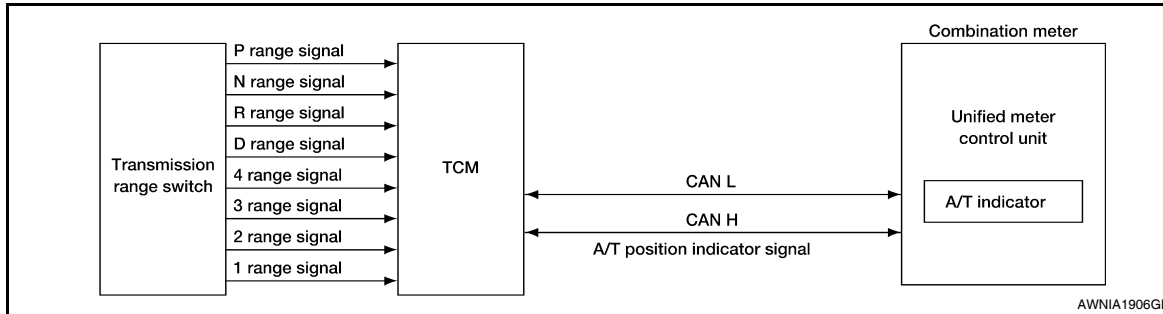 Combination meter
P range signal
N range signal
R range signal
D range signal
4 range signal
3 range signal
2 range signal
1 range signal
Transmission
range switch
TCM
CAN L
CAN H
A/T position indicator signal
Unified meter
control unit
A/T indicator